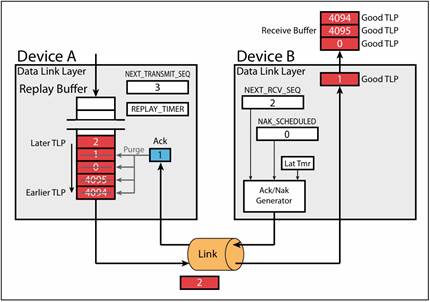 4094 Good TLP
Receive Buffer 4095 Good TLP
0 Good TLP
Device A
Device B
Data Link Layer
Data Link Layer
NEXT_TRANSMIT_SEQ
3
Replay Buffer
REPLAY_TIMER
1 Good TLP
NEXT_RCV_SEQ
2
NAK_SCHEDULED
0
Later TLP 2
1
0
4095
Earlier TLP 4094
Purge
Ack
1
Lat Tmr
Ack/Nak
Generator
Link
2